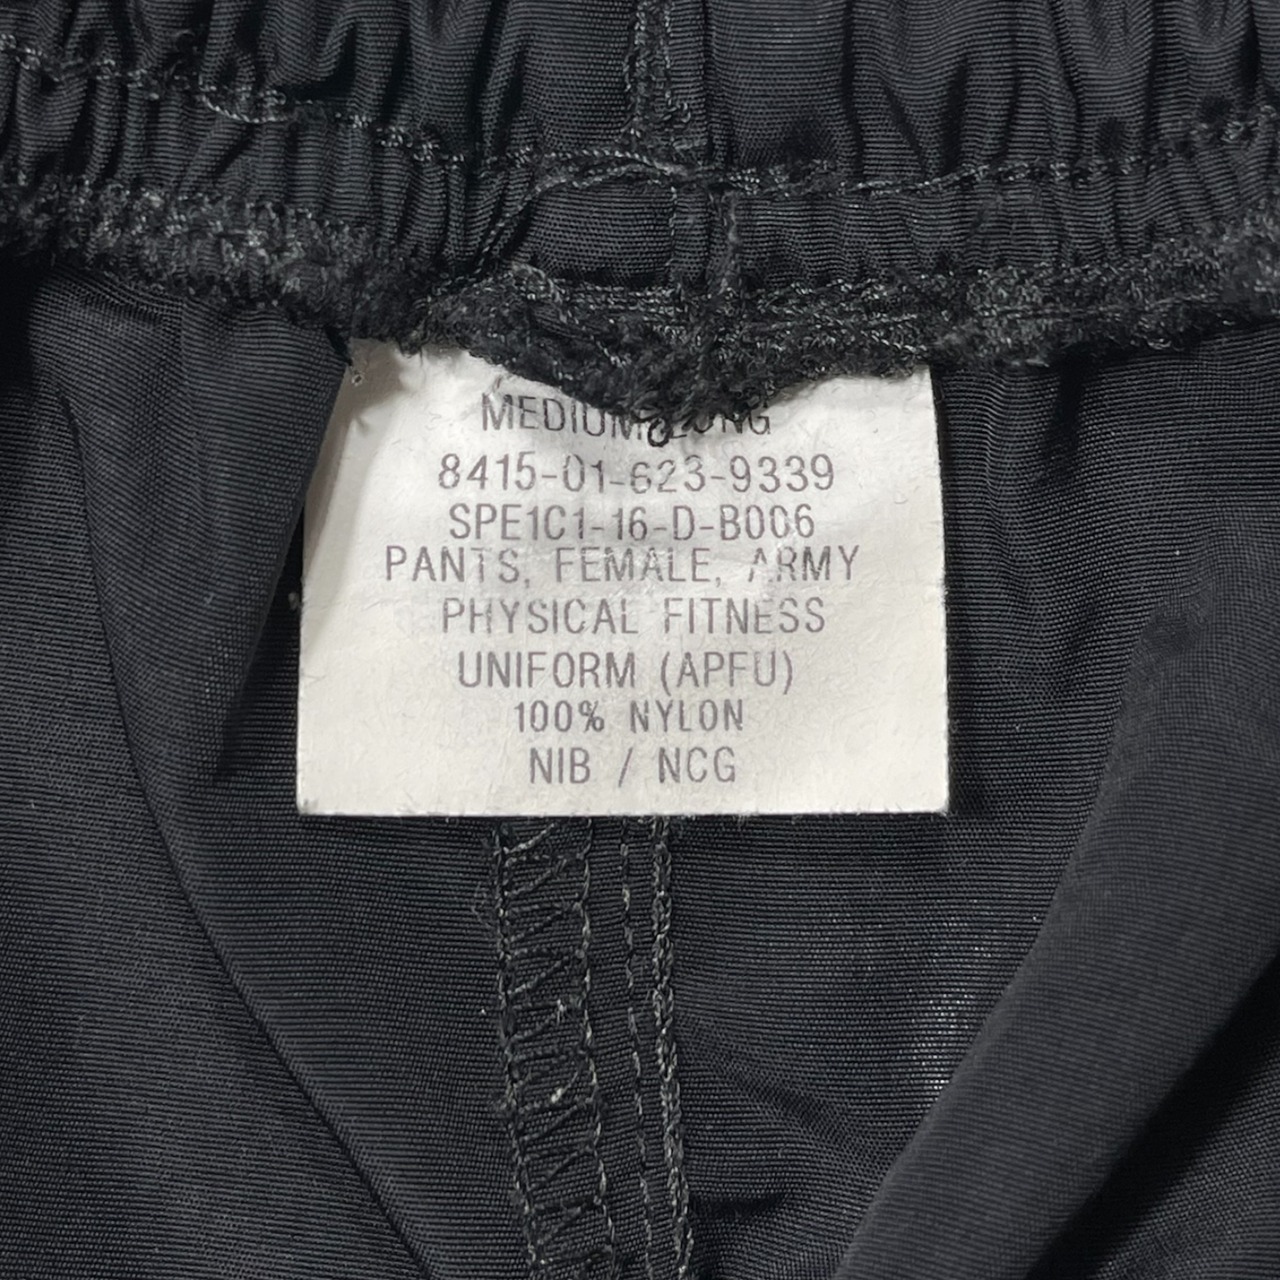 MEDIUM-LONG
8415-01-623-9339
SPE1C1-16-D-B006
PANTS, FEMALE, ARMY
PHYSICAL FITNESS
UNIFORM (APFU)
100% NYLON
NIB / NCG